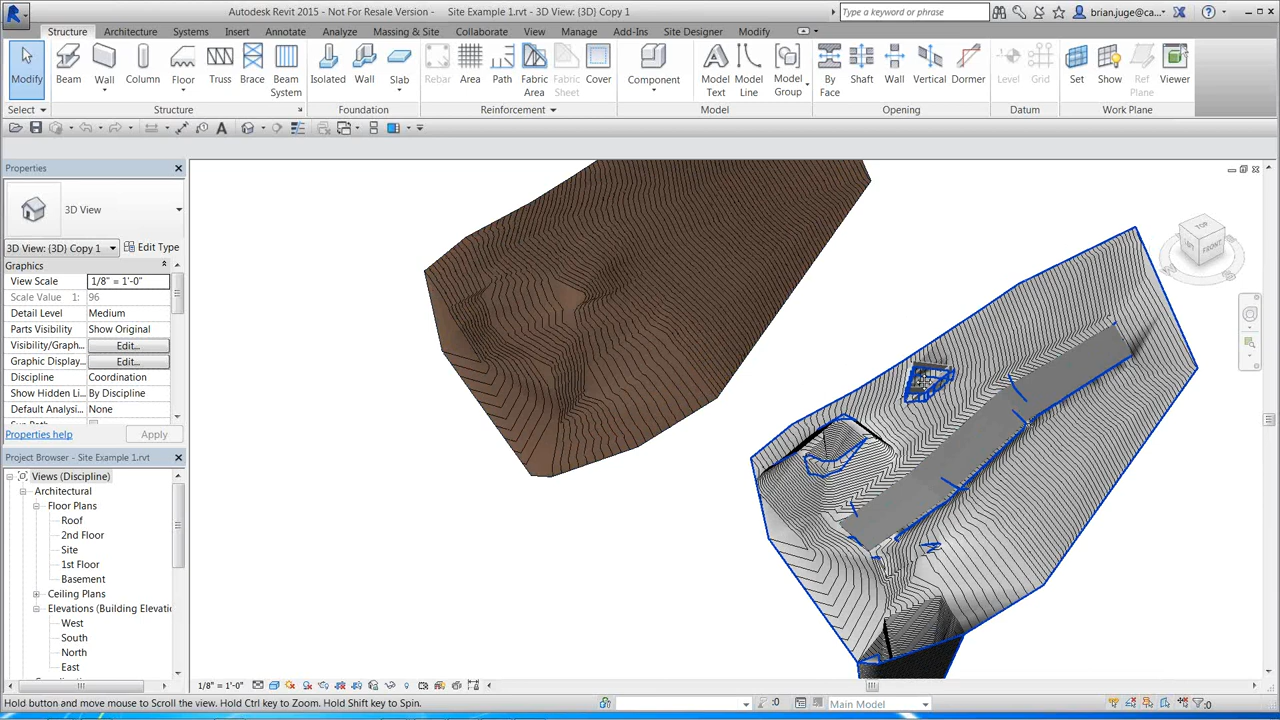 Autodesk Revit 2015 - Not For Resale Version - Site Example 1.rvt - 3D View: {3D} Copy 1
Type a keyword or phrase
brian.juge@ca...
Structure Architecture Systems Insert Annotate Analyze Massing & Site Collaborate View Manage Add-Ins Site Designer Modify
Modify Beam Wall Column Floor Truss Brace Beam System Isolated Wall Slab Rebar Area Path Fabric Area Fabric Sheet Cover Component Model Text Model Line Model Group By Face Shaft Wall Vertical Dormer Level Grid Set Show Ref Plane Viewer
Select Structure Foundation Reinforcement Model Opening Datum Work Plane
Properties
3D View
3D View: {3D} Copy 1 Edit Type
Graphics
View Scale 1/8" = 1'-0"
Scale Value 1: 96
Detail Level Medium
Parts Visibility Show Original
Visibility/Graph... Edit...
Graphic Display... Edit...
Discipline Coordination
Show Hidden Li... By Discipline
Default Analysi... None
Properties help Apply
Project Browser - Site Example 1.rvt
Views (Discipline)
Architectural
Floor Plans
Roof
2nd Floor
Site
1st Floor
Basement
Ceiling Plans
Elevations (Building Elevatio
West
South
North
East
TOP
FRONT
1/8" = 1'-0"
Hold button and move mouse to Scroll the view. Hold Ctrl key to Zoom. Hold Shift key to Spin.
:0 Main Model :0